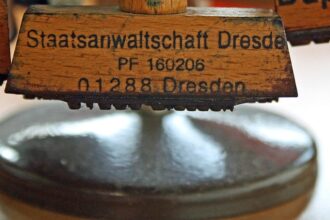 Staatsanwaltschaft Dresde
PF 160206
01288 Dresden